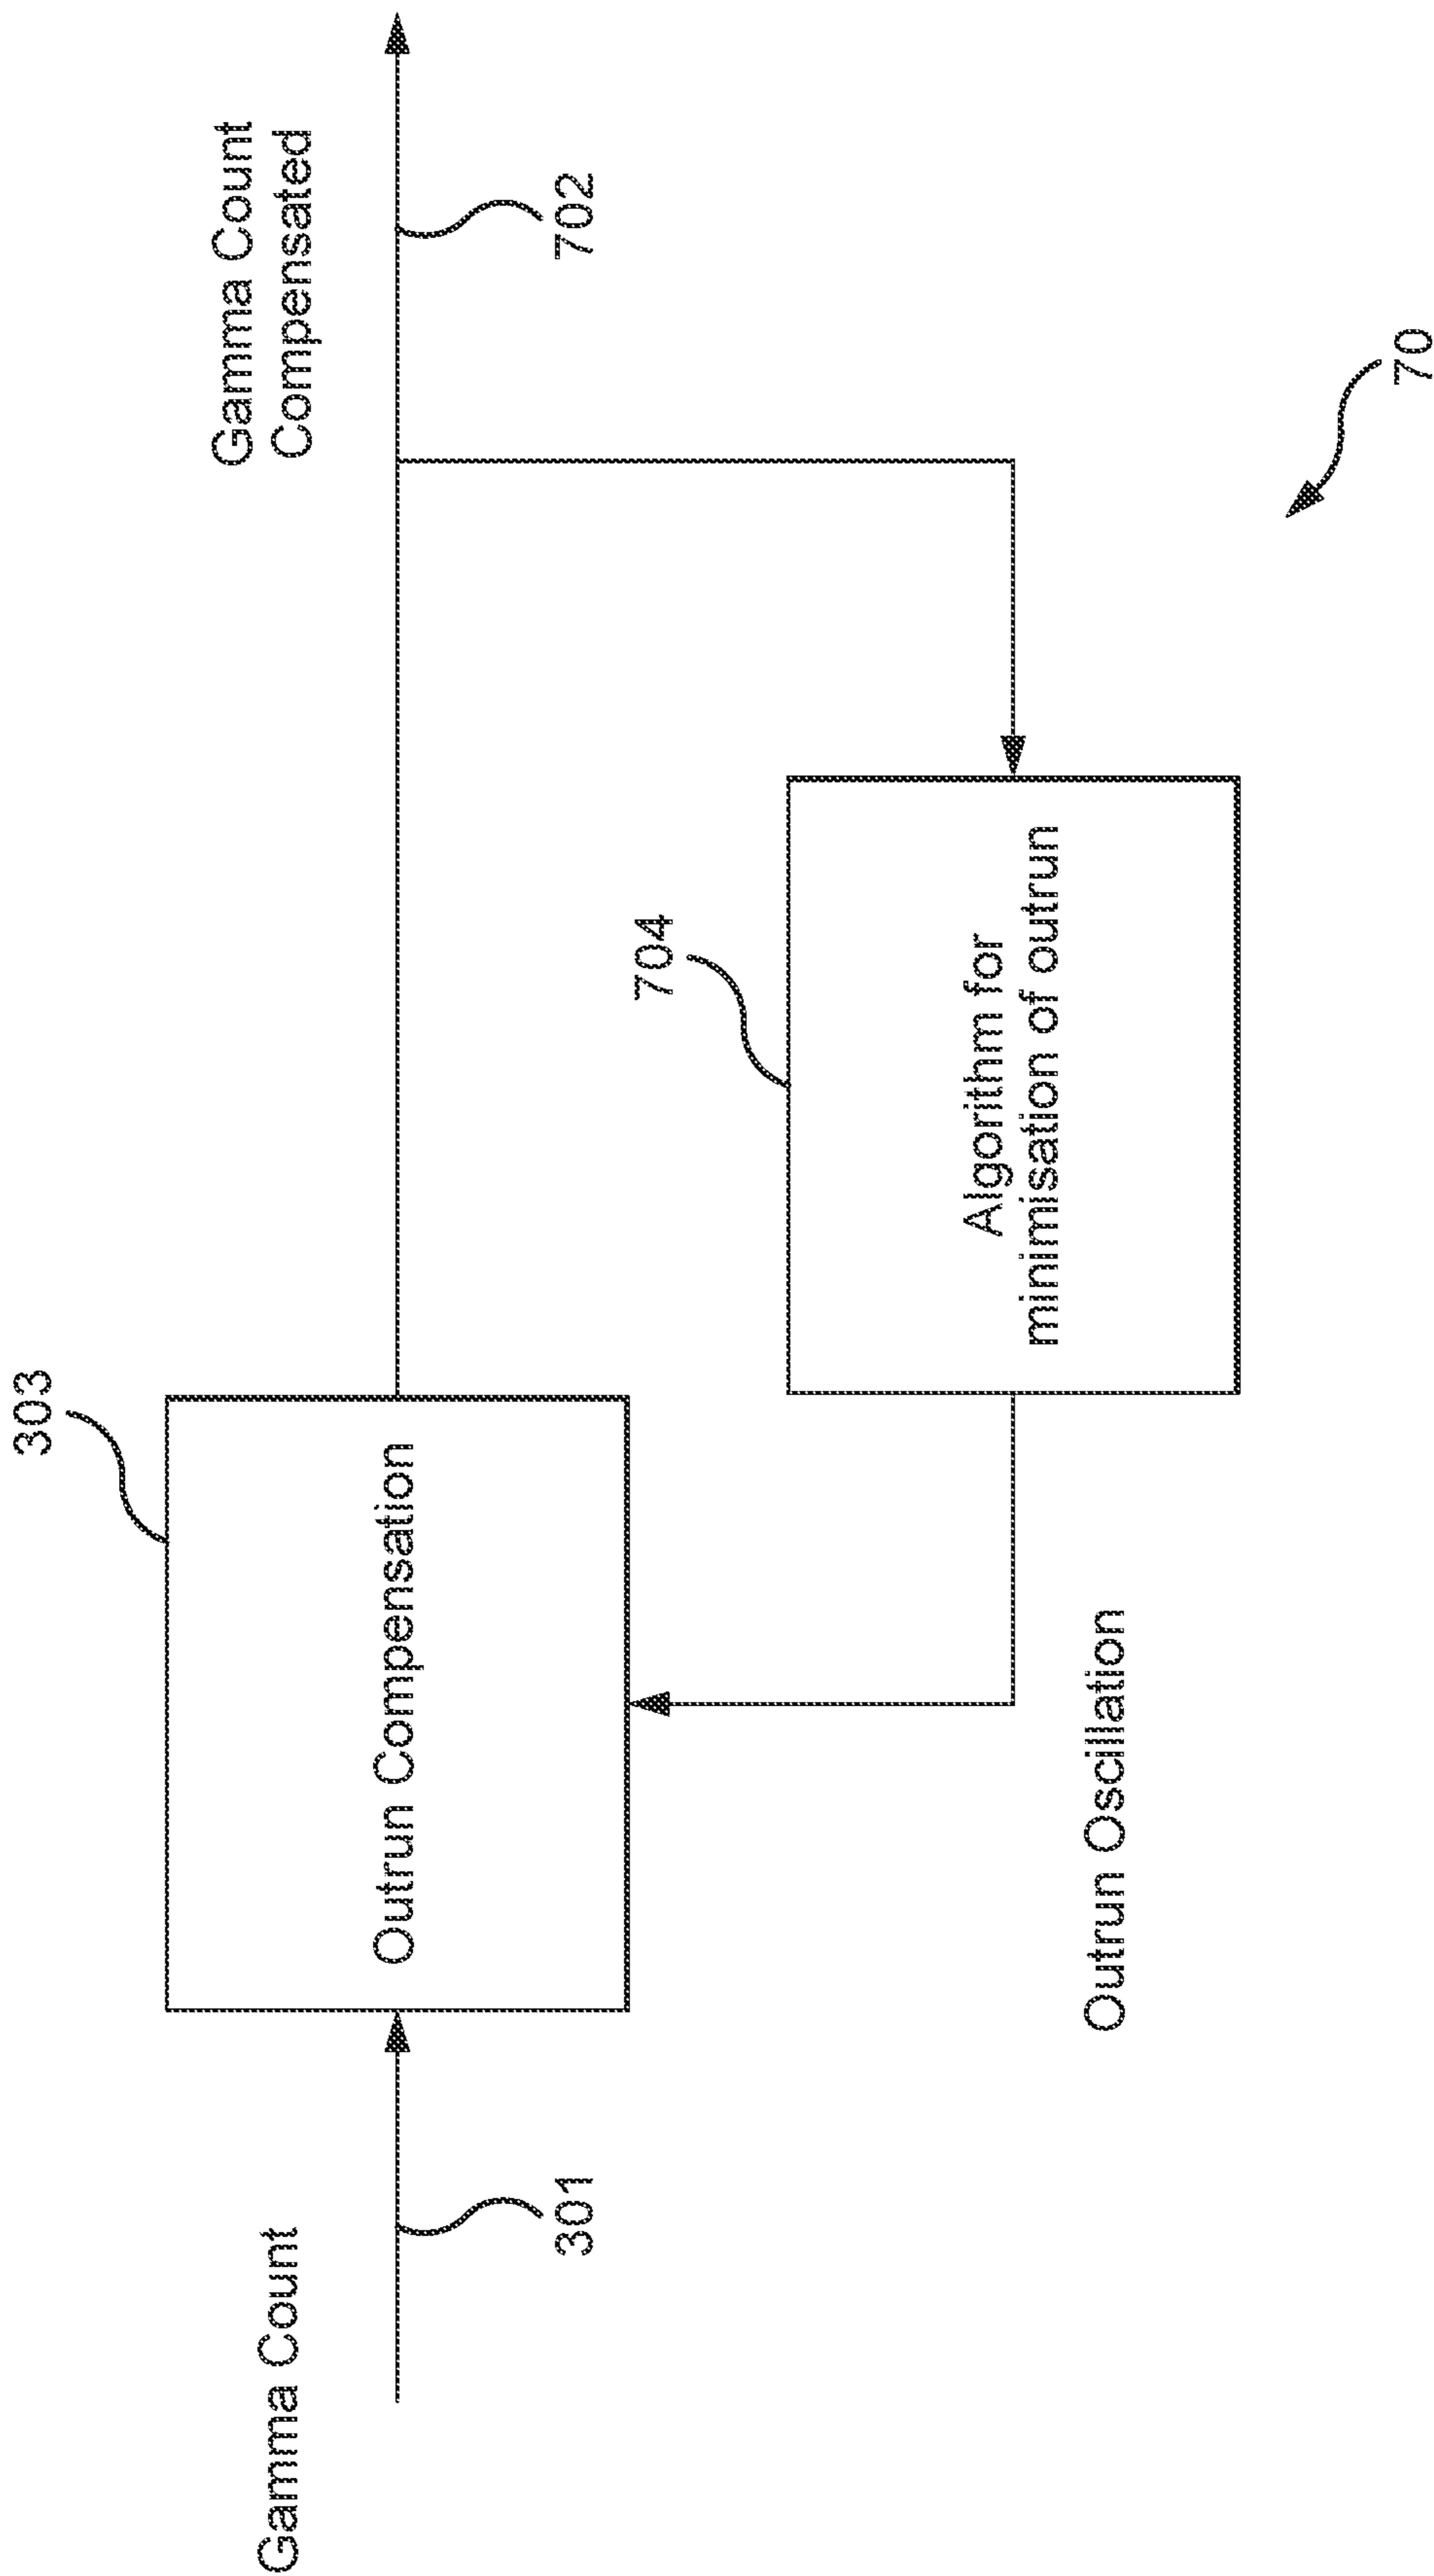 Gamma Count
301
303
Outrun Compensation
Gamma Count
Compensated
702
704
Algorithm for
minimisation of outrun
Outrun Oscillation
70